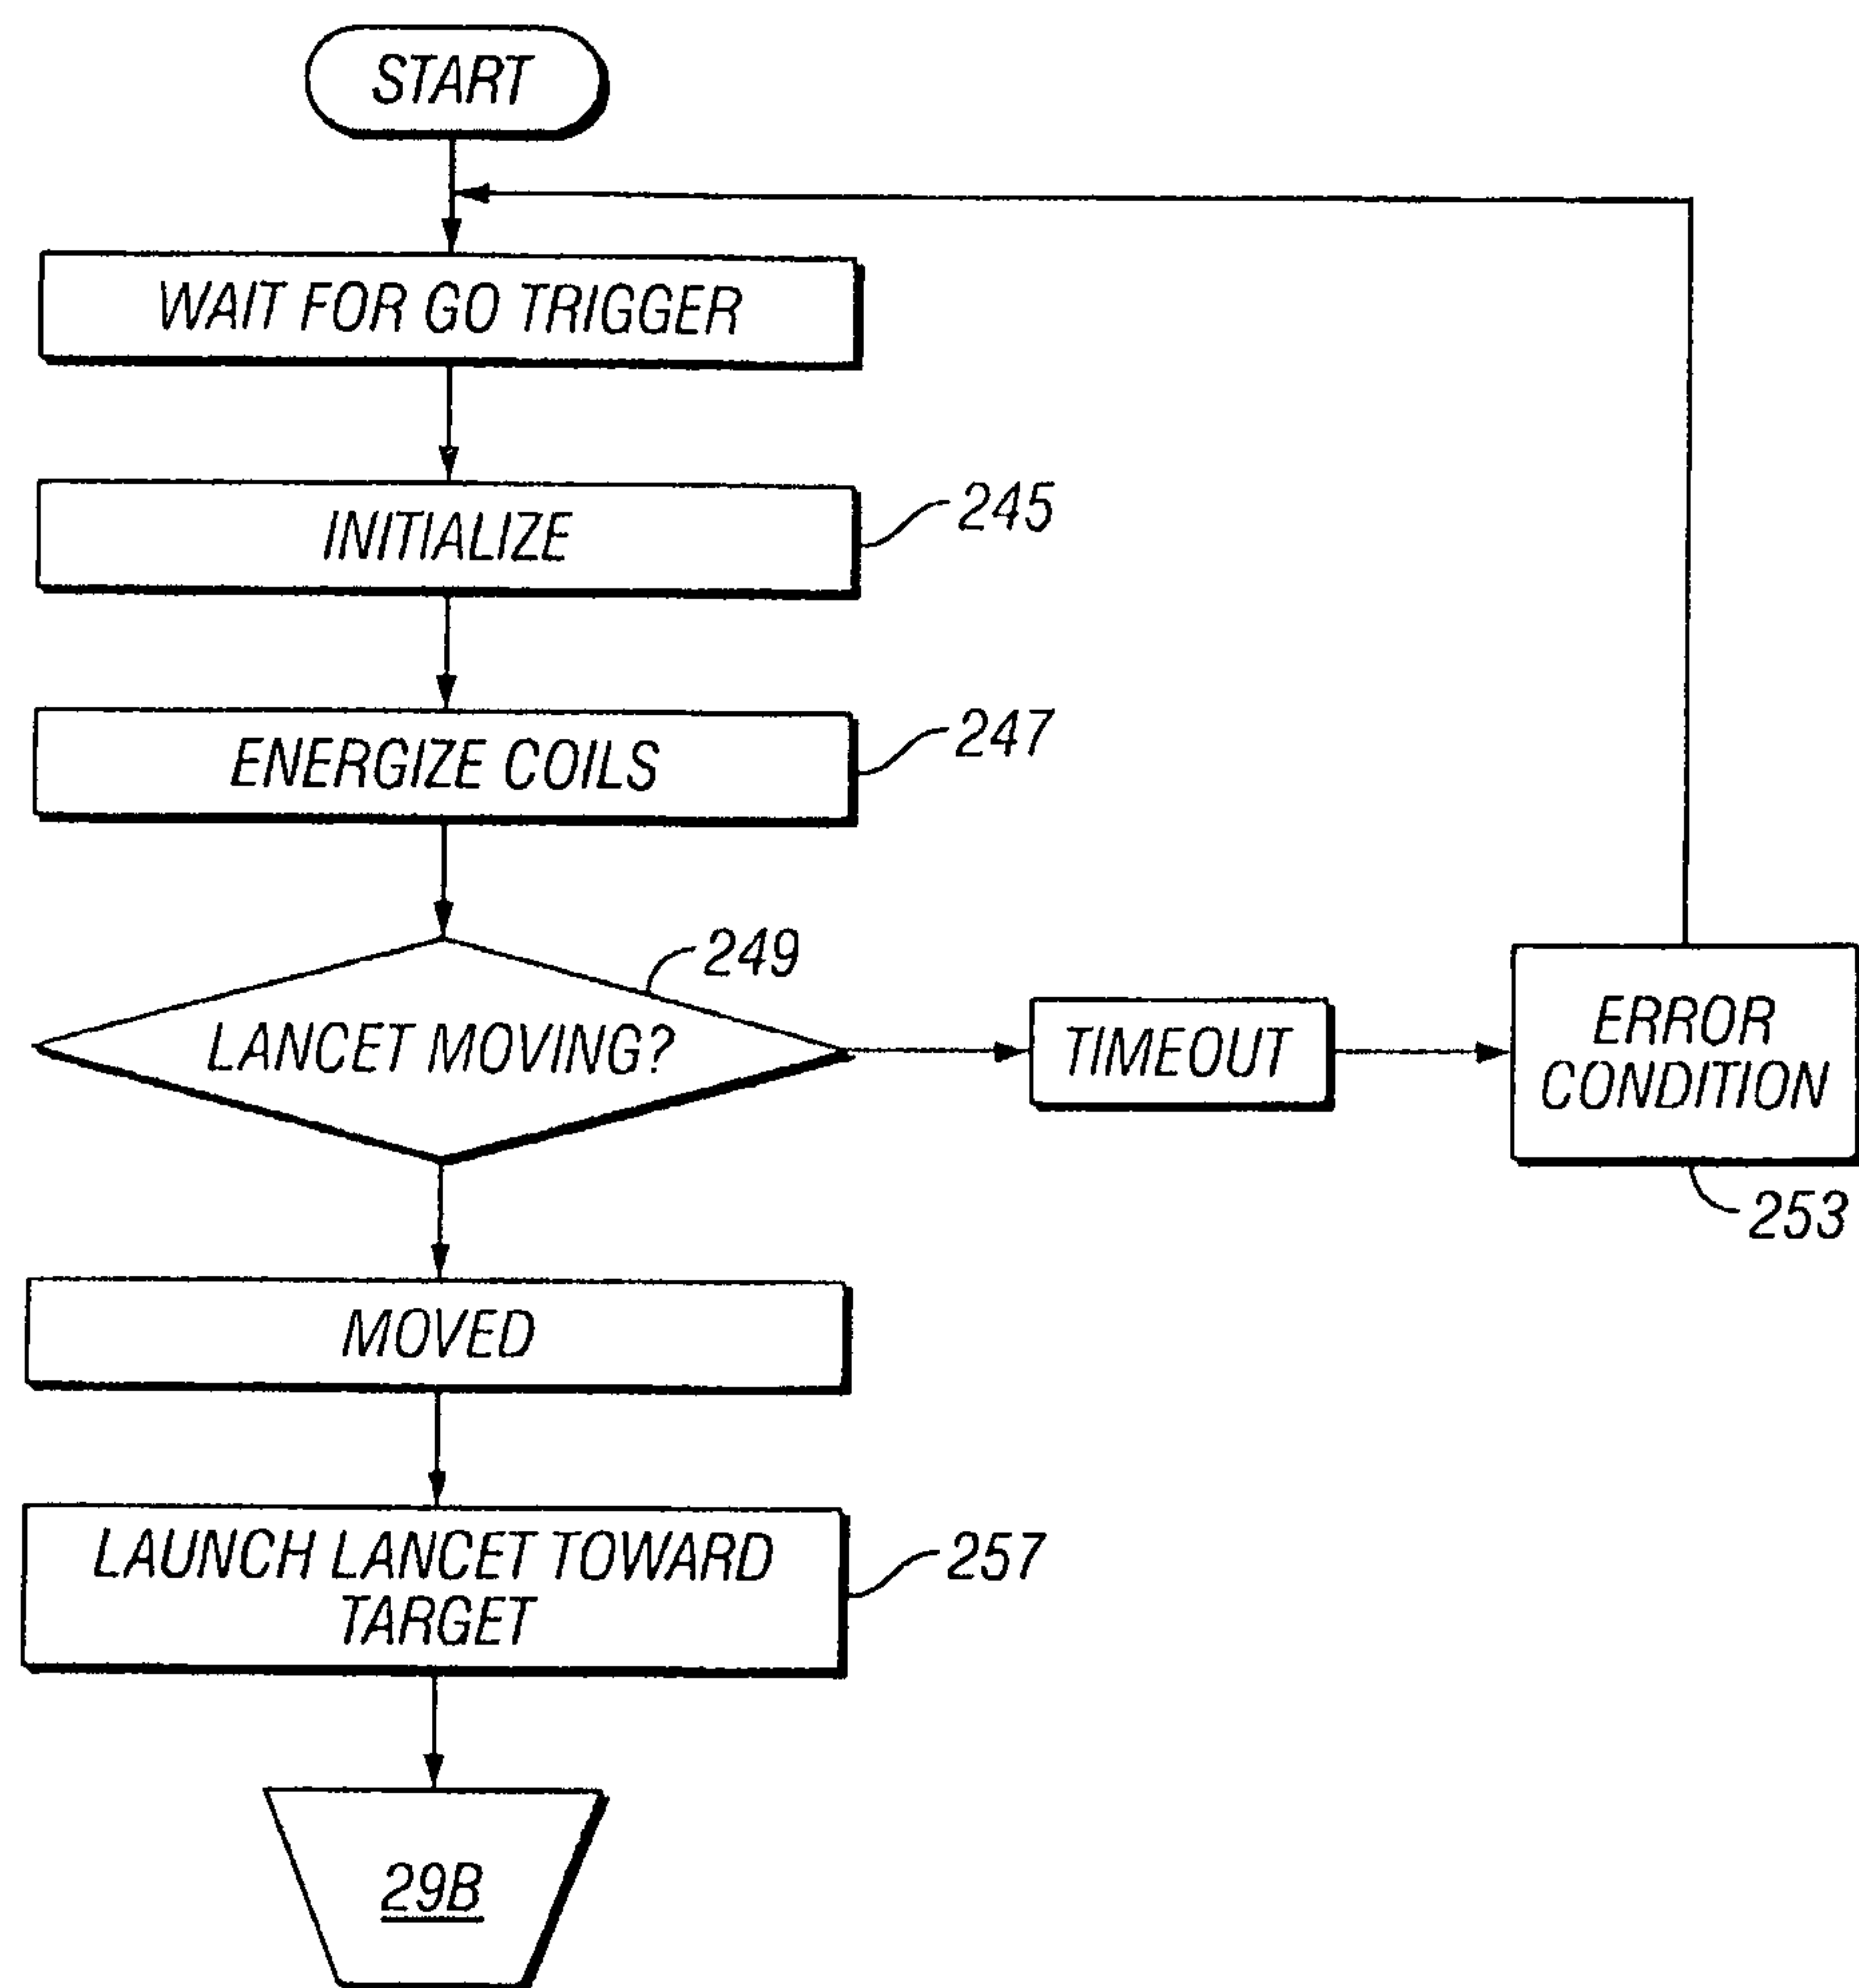 START
WAIT FOR GO TRIGGER
INITIALIZE
245
ENERGIZE COILS
247
249
LANCET MOVING?
TIMEOUT
ERROR
CONDITION
253
MOVED
LAUNCH LANCET TOWARD
TARGET
257
29B